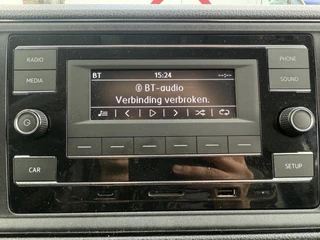 RADIO
PHONE
MEDIA
SOUND
BT 15:24 --:--
BT-audio
Verbinding verbroken.
CAR
SETUP